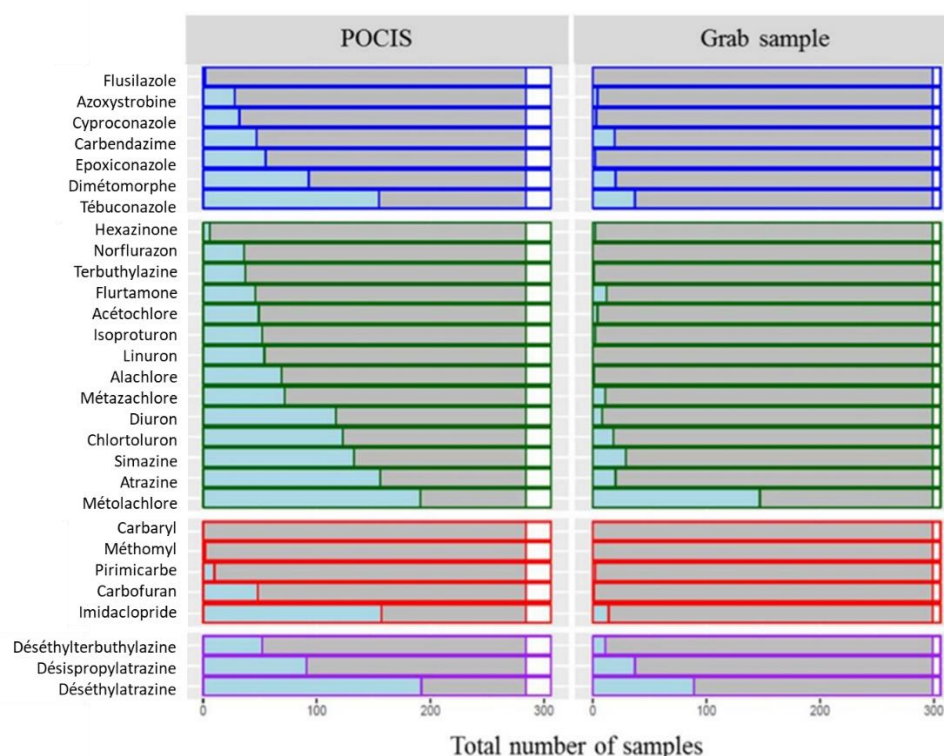 POCIS
Grab sample
Flusilazole
Azoxystrobine
Cyproconazole
Carbendazime
Epoxiconazole
Dimétomorphe
Tébuconazole
Hexazinone
Norflurazon
Terbuthylazine
Flurtamone
Acétochlore
Isoproturon
Linuron
Alachlore
Métazachlore
Diuron
Chlortoluron
Simazine
Atrazine
Métolachlore
Carbaryl
Méthomyl
Pirimicarbe
Carbofuran
Imidaclopride
Déséthylterbuthylazine
Désispropylatrazine
Déséthylatrazine
0 100 200 300 0 100 200 300
Total number of samples